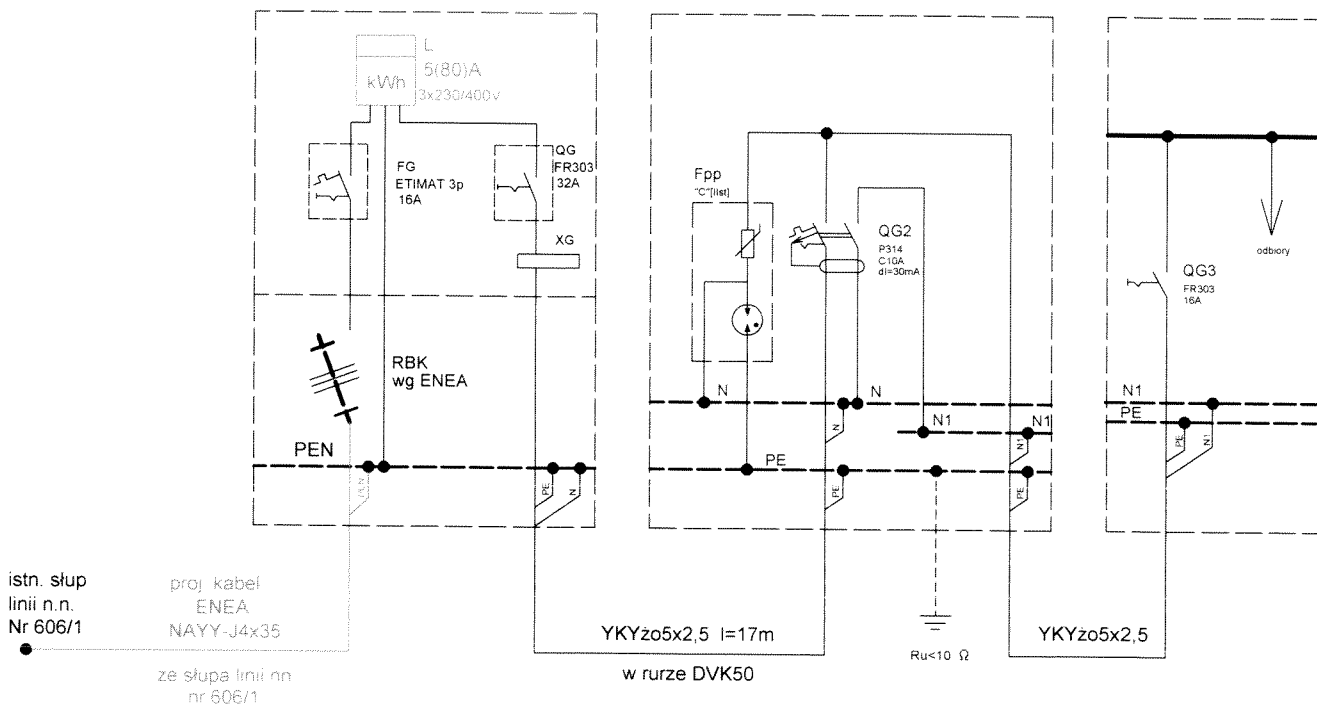 L
5(80)A
3x230/400v
kWh
FG
ETIMAT 3p
16A
QG
FR303
32A
XG
RBK
wg ENEA
PEN
PEN
PE
N
istn. słup
linii n.n.
Nr 606/1
proj. kabel
ENEA
NAYY-J4x35
ze słupa linii nn
nr 606/1
Fpp
"C"[list]
QG2
P314
C10A
dI=30mA
N
N
N
N1
N1
N1
PE
PE
PE
YKYżo5x2,5 l=17m
w rurze DVK50
Ru<10 Ω
YKYżo5x2,5
odbiory
QG3
FR303
16A
N1
PE
PE
N1